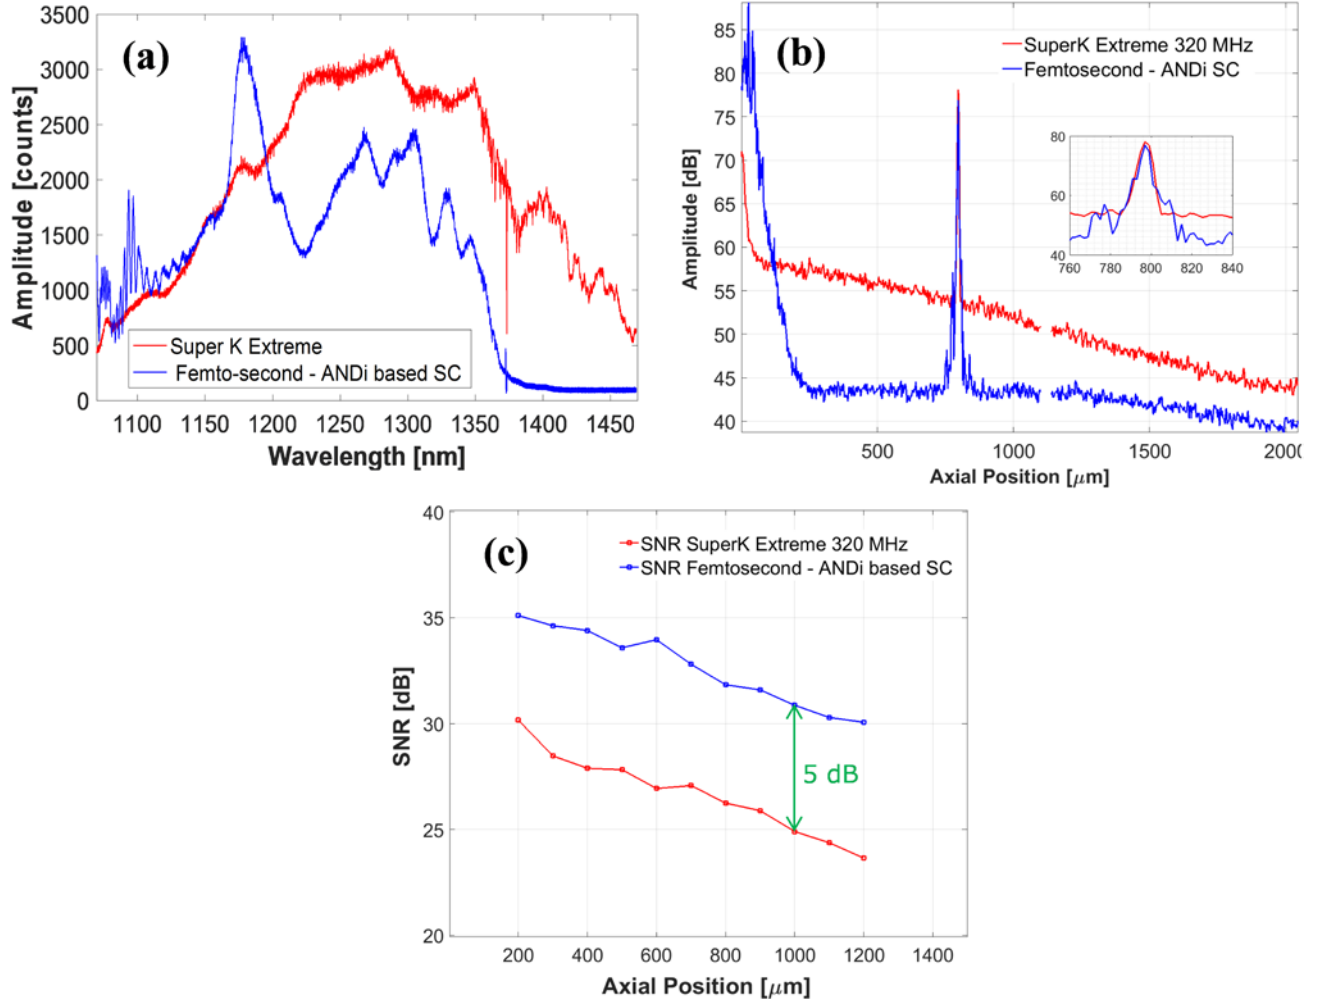 (a)
Amplitude [counts]
3500
3000
2500
2000
1500
1000
500
0
Super K Extreme
Femto-second - ANDi based SC
1100 1150 1200 1250 1300 1350 1400 1450
Wavelength [nm]
(b)
Amplitude [dB]
85
80
75
70
65
60
55
50
45
40
SuperK Extreme 320 MHz
Femtosecond - ANDi SC
80
60
40
760 780 800 820 840
500 1000 1500 200
Axial Position [μm]
(c)
SNR [dB]
40
35
30
25
20
SNR SuperK Extreme 320 MHz
SNR Femtosecond - ANDi based SC
5 dB
200 400 600 800 1000 1200 1400
Axial Position [μm]